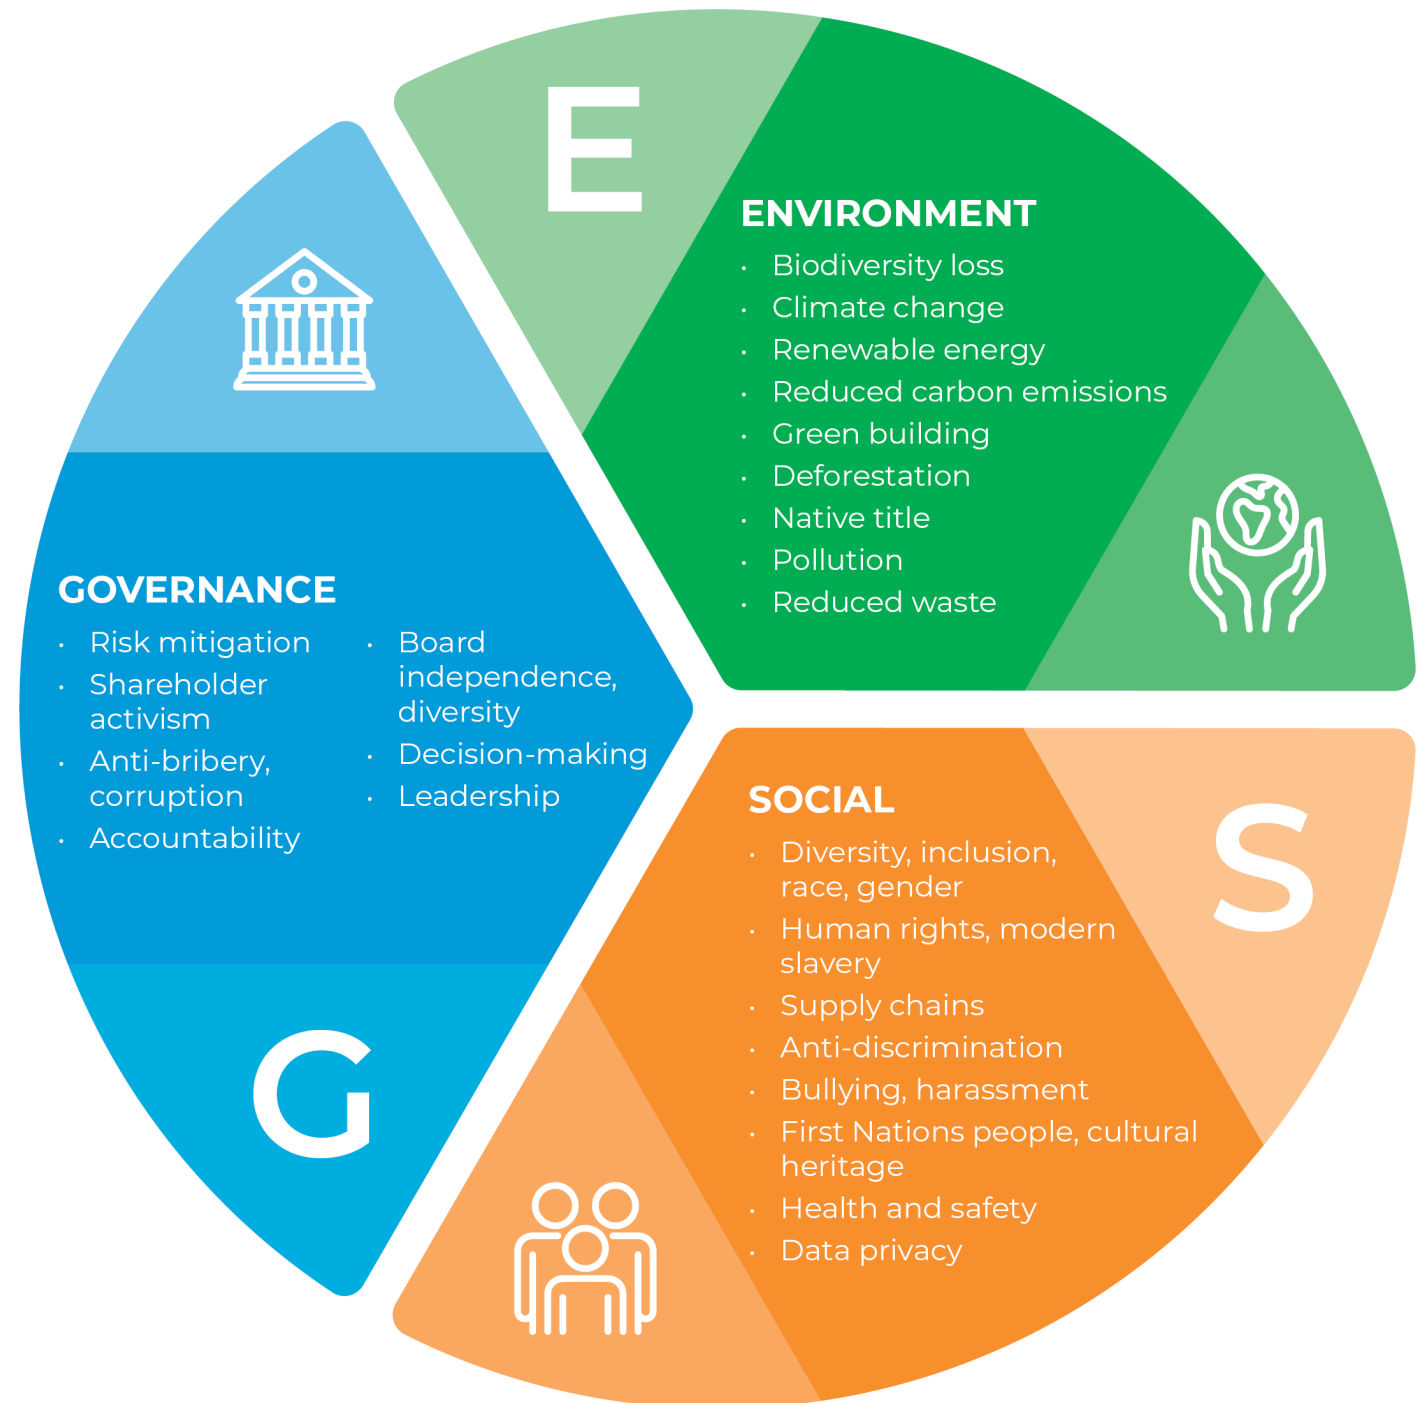 E
ENVIRONMENT
· Biodiversity loss
· Climate change
· Renewable energy
· Reduced carbon emissions
· Green building
· Deforestation
· Native title
· Pollution
· Reduced waste
S
SOCIAL
· Diversity, inclusion,
race, gender
· Human rights, modern
slavery
· Supply chains
· Anti-discrimination
· Bullying, harassment
· First Nations people, cultural
heritage
· Health and safety
· Data privacy
G
GOVERNANCE
· Risk mitigation
· Shareholder
activism
· Anti-bribery,
corruption
· Accountability
· Board
independence,
diversity
· Decision-making
· Leadership